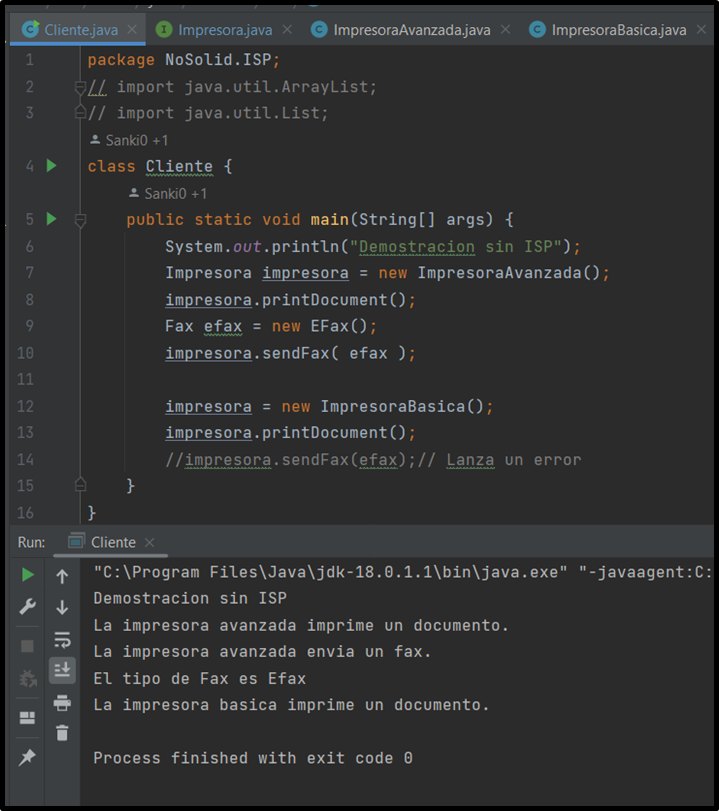 Cliente.java × Impresora.java × ImpresoraAvanzada.java × ImpresoraBasica.java ×
1 package NoSolid.ISP;
2 // import java.util.ArrayList;
3 // import java.util.List;
Sanki0 +1
4 class Cliente {
Sanki0 +1
5 public static void main(String[] args) {
6 System.out.println("Demostracion sin ISP");
7 Impresora impresora = new ImpresoraAvanzada();
8 impresora.printDocument();
9 Fax efax = new EFax();
10 impresora.sendFax( efax );
11
12 impresora = new ImpresoraBasica();
13 impresora.printDocument();
14 //impresora.sendFax(efax);// Lanza un error
15 }
16 }
Run: Cliente ×
"C:\Program Files\Java\jdk-18.0.1.1\bin\java.exe" "-javaagent:C:
Demostracion sin ISP
La impresora avanzada imprime un documento.
La impresora avanzada envia un fax.
El tipo de Fax es Efax
La impresora basica imprime un documento.
Process finished with exit code 0